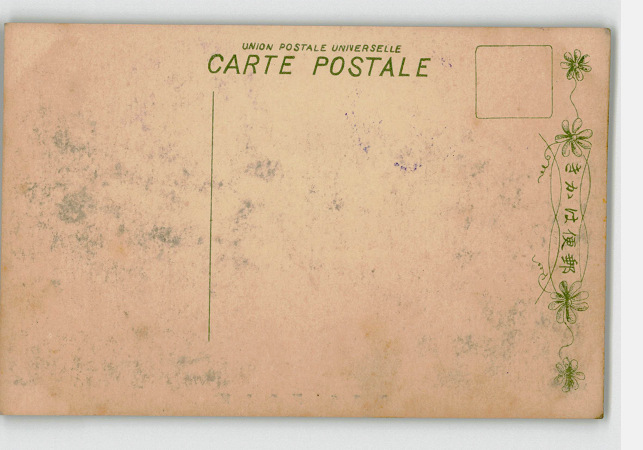 UNION POSTALE UNIVERSELLE
CARTE POSTALE
郵便はかき